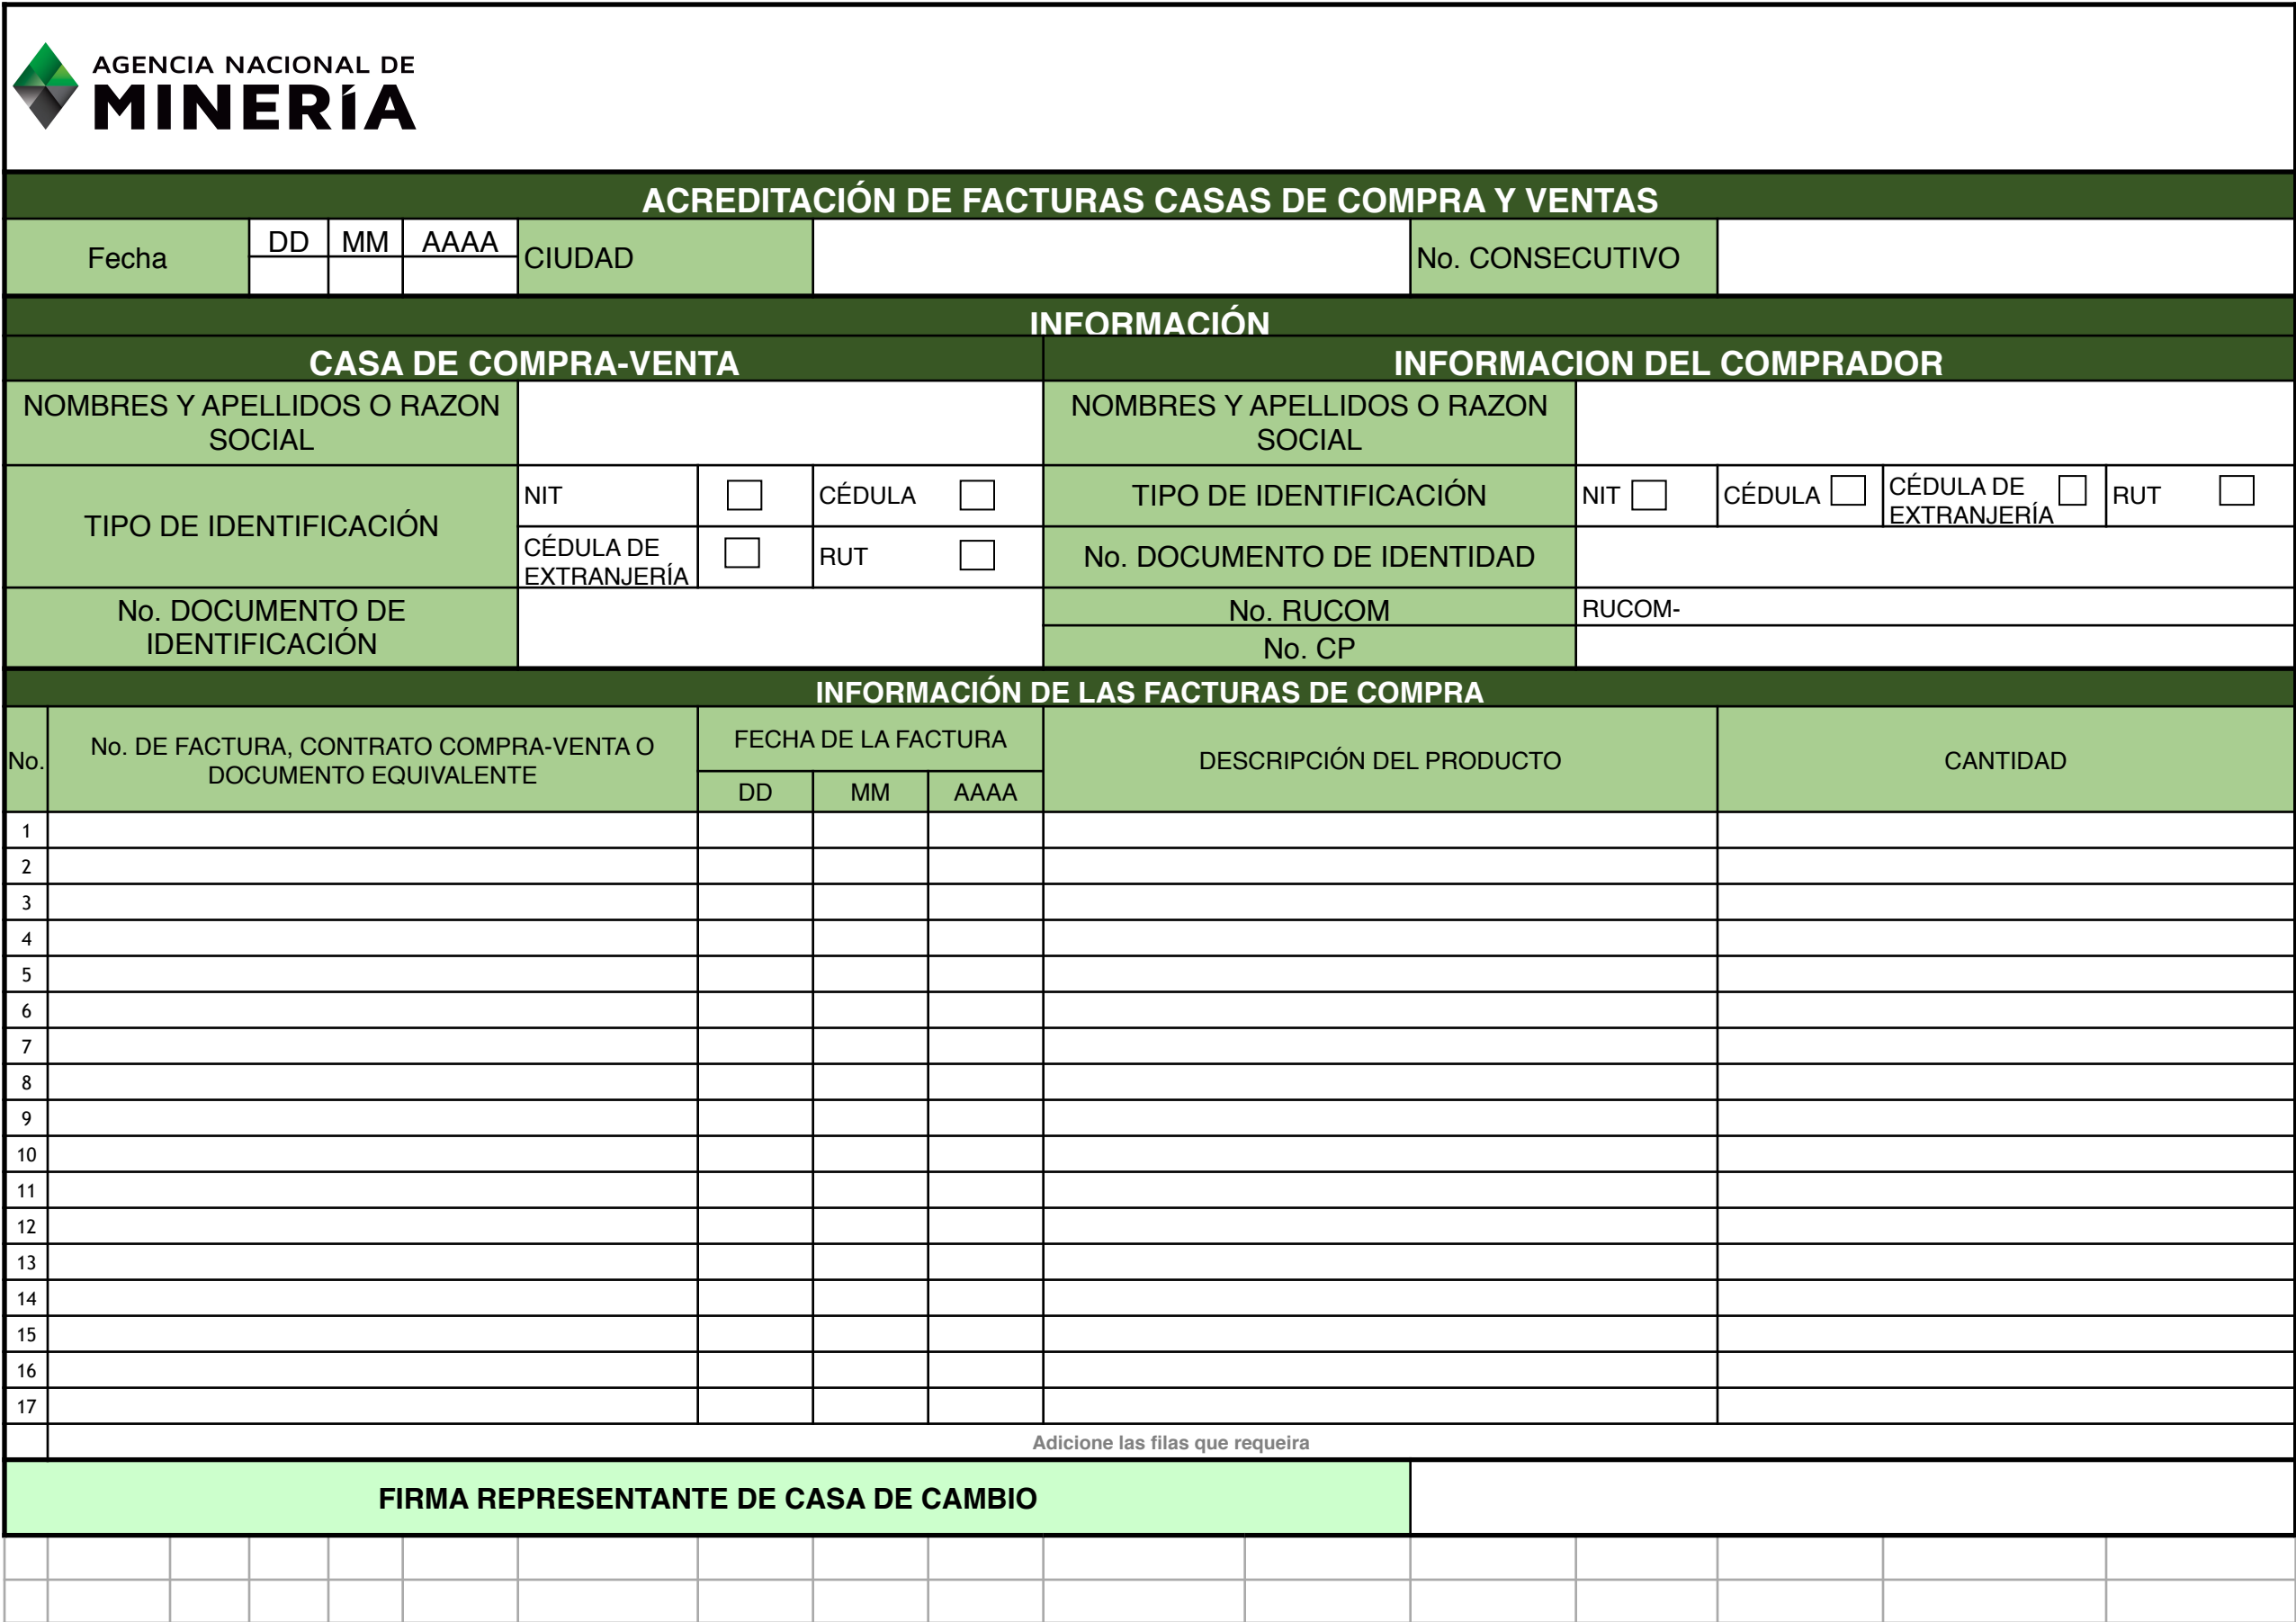 AGENCIA NACIONAL DE
MINERÍA
ACREDITACIÓN DE FACTURAS CASAS DE COMPRA Y VENTAS
Fecha
DD MM AAAA
CIUDAD
No. CONSECUTIVO
INFORMACIÓN
CASA DE COMPRA-VENTA
INFORMACION DEL COMPRADOR
NOMBRES Y APELLIDOS O RAZON
SOCIAL
NOMBRES Y APELLIDOS O RAZON
SOCIAL
TIPO DE IDENTIFICACIÓN
NIT
CÉDULA
CÉDULA DE
EXTRANJERÍA
RUT
TIPO DE IDENTIFICACIÓN
NIT
CÉDULA
CÉDULA DE
EXTRANJERÍA
RUT
No. DOCUMENTO DE IDENTIDAD
No. DOCUMENTO DE
IDENTIFICACIÓN
No. RUCOM
RUCOM-
No. CP
INFORMACIÓN DE LAS FACTURAS DE COMPRA
No.
No. DE FACTURA, CONTRATO COMPRA-VENTA O
DOCUMENTO EQUIVALENTE
FECHA DE LA FACTURA
DD MM AAAA
DESCRIPCIÓN DEL PRODUCTO
CANTIDAD
1
2
3
4
5
6
7
8
9
10
11
12
13
14
15
16
17
Adicione las filas que requeira
FIRMA REPRESENTANTE DE CASA DE CAMBIO